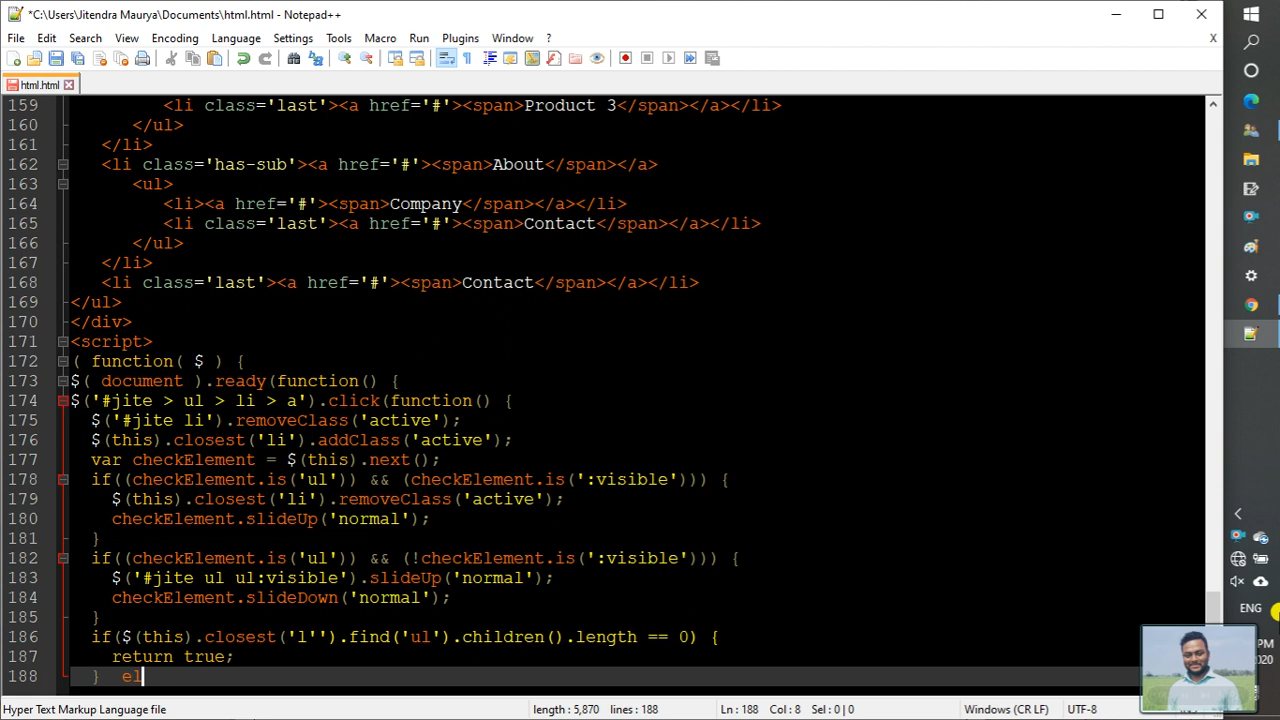 *C:\Users\Jitendra Maurya\Documents\html.html - Notepad++
File Edit Search View Encoding Language Settings Tools Macro Run Plugins Window ? X
html.html
159 <li class='last'><a href='#'><span>Product 3</span></a></li>
160 </ul>
161 </li>
162 <li class='has-sub'><a href='#'><span>About</span></a>
163 <ul>
164 <li><a href='#'><span>Company</span></a></li>
165 <li class='last'><a href='#'><span>Contact</span></a></li>
166 </ul>
167 </li>
168 <li class='last'><a href='#'><span>Contact</span></a></li>
169 </ul>
170 </div>
171 <script>
172 ( function( $ ) {
173 $( document ).ready(function() {
174 $('#jite > ul > li > a').click(function() {
175 $('#jite li').removeClass('active');
176 $(this).closest('li').addClass('active');
177 var checkElement = $(this).next();
178 if((checkElement.is('ul')) && (checkElement.is(':visible'))) {
179 $(this).closest('li').removeClass('active');
180 checkElement.slideUp('normal');
181 }
182 if((checkElement.is('ul')) && (!checkElement.is(':visible'))) {
183 $('#jite ul ul:visible').slideUp('normal');
184 checkElement.slideDown('normal');
185 }
186 if($(this).closest('l'').find('ul').children().length == 0) {
187 return true;
188 } el
Hyper Text Markup Language file length : 5,870 lines : 188 Ln : 188 Col : 8 Sel : 0 | 0 Windows (CR LF) UTF-8
ENG